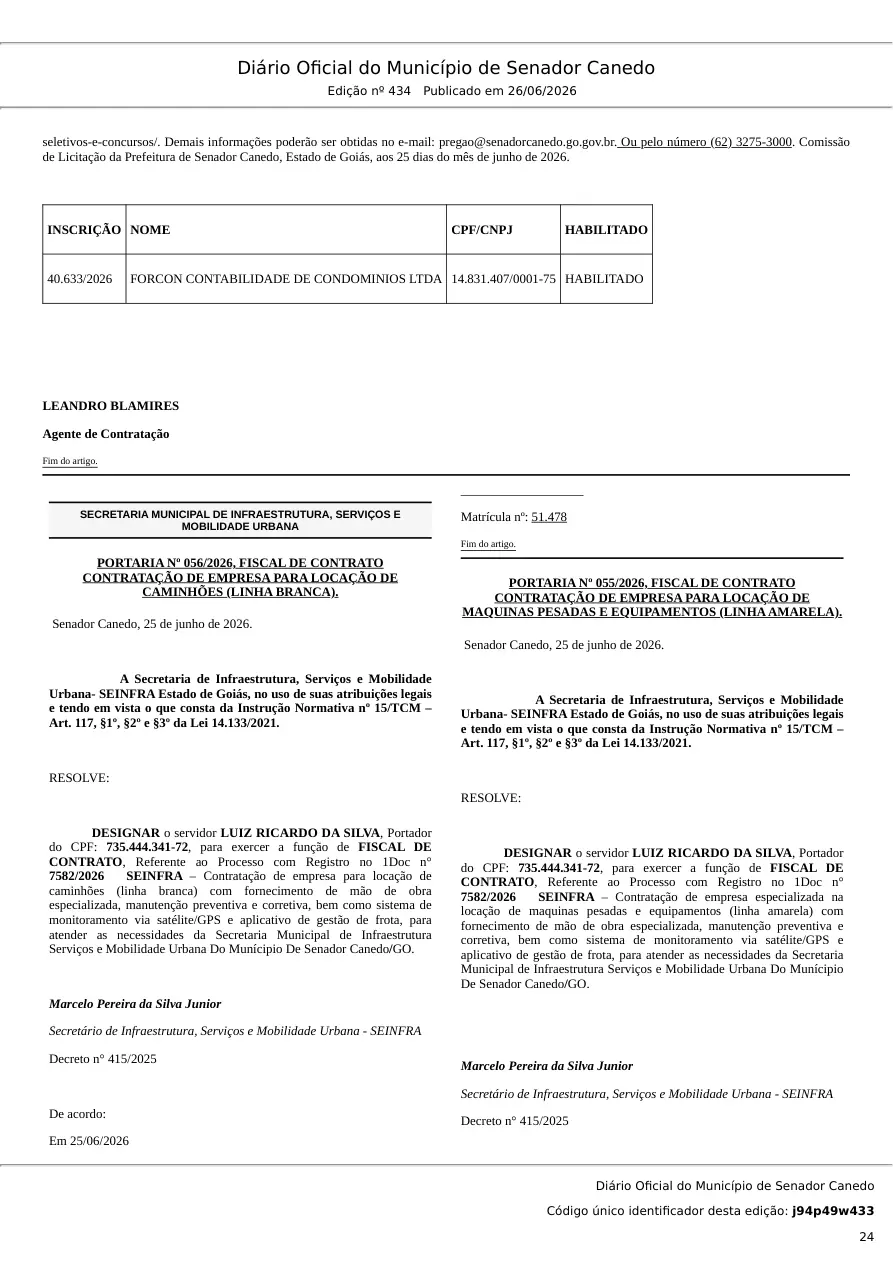 Diário Oficial do Município de Senador Canedo
Edição nº 434   Publicado em 26/06/2026
seletivos-e-concursos/. Demais informações poderão ser obtidas no e-mail: pregao@senadorcanedo.go.gov.br. Ou pelo número (62) 3275-3000. Comissão
de Licitação da Prefeitura de Senador Canedo, Estado de Goiás, aos 25 dias do mês de junho de 2026.
INSCRIÇÃO NOME CPF/CNPJ HABILITADO
40.633/2026 FORCON CONTABILIDADE DE CONDOMINIOS LTDA 14.831.407/0001-75 HABILITADO
LEANDRO BLAMIRES
Agente de Contratação
Fim do artigo.
SECRETARIA MUNICIPAL DE INFRAESTRUTURA, SERVIÇOS E
MOBILIDADE URBANA
PORTARIA Nº 056/2026, FISCAL DE CONTRATO
CONTRATAÇÃO DE EMPRESA PARA LOCAÇÃO DE
CAMINHÕES (LINHA BRANCA).
Senador Canedo, 25 de junho de 2026.
A Secretaria de Infraestrutura, Serviços e Mobilidade
Urbana- SEINFRA Estado de Goiás, no uso de suas atribuições legais
e tendo em vista o que consta da Instrução Normativa nº 15/TCM –
Art. 117, §1º, §2º e §3º da Lei 14.133/2021.
RESOLVE:
DESIGNAR o servidor LUIZ RICARDO DA SILVA, Portador
do CPF: 735.444.341-72, para exercer a função de FISCAL DE
CONTRATO, Referente ao Processo com Registro no 1Doc n°
7582/2026   SEINFRA – Contratação de empresa para locação de
caminhões (linha branca) com fornecimento de mão de obra
especializada, manutenção preventiva e corretiva, bem como sistema de
monitoramento via satélite/GPS e aplicativo de gestão de frota, para
atender as necessidades da Secretaria Municipal de Infraestrutura
Serviços e Mobilidade Urbana Do Munícipio De Senador Canedo/GO.
Marcelo Pereira da Silva Junior
Secretário de Infraestrutura, Serviços e Mobilidade Urbana - SEINFRA
Decreto n° 415/2025
De acordo:
Em 25/06/2026
___________________
Matrícula nº: 51.478
Fim do artigo.
PORTARIA Nº 055/2026, FISCAL DE CONTRATO
CONTRATAÇÃO DE EMPRESA PARA LOCAÇÃO DE
MAQUINAS PESADAS E EQUIPAMENTOS (LINHA AMARELA).
Senador Canedo, 25 de junho de 2026.
A Secretaria de Infraestrutura, Serviços e Mobilidade
Urbana- SEINFRA Estado de Goiás, no uso de suas atribuições legais
e tendo em vista o que consta da Instrução Normativa nº 15/TCM –
Art. 117, §1º, §2º e §3º da Lei 14.133/2021.
RESOLVE:
DESIGNAR o servidor LUIZ RICARDO DA SILVA, Portador
do CPF: 735.444.341-72, para exercer a função de FISCAL DE
CONTRATO, Referente ao Processo com Registro no 1Doc n°
7582/2026   SEINFRA – Contratação de empresa especializada na
locação de maquinas pesadas e equipamentos (linha amarela) com
fornecimento de mão de obra especializada, manutenção preventiva e
corretiva, bem como sistema de monitoramento via satélite/GPS e
aplicativo de gestão de frota, para atender as necessidades da Secretaria
Municipal de Infraestrutura Serviços e Mobilidade Urbana Do Munícipio
De Senador Canedo/GO.
Marcelo Pereira da Silva Junior
Secretário de Infraestrutura, Serviços e Mobilidade Urbana - SEINFRA
Decreto n° 415/2025
Diário Oficial do Município de Senador Canedo
Código único identificador desta edição: j94p49w433
24